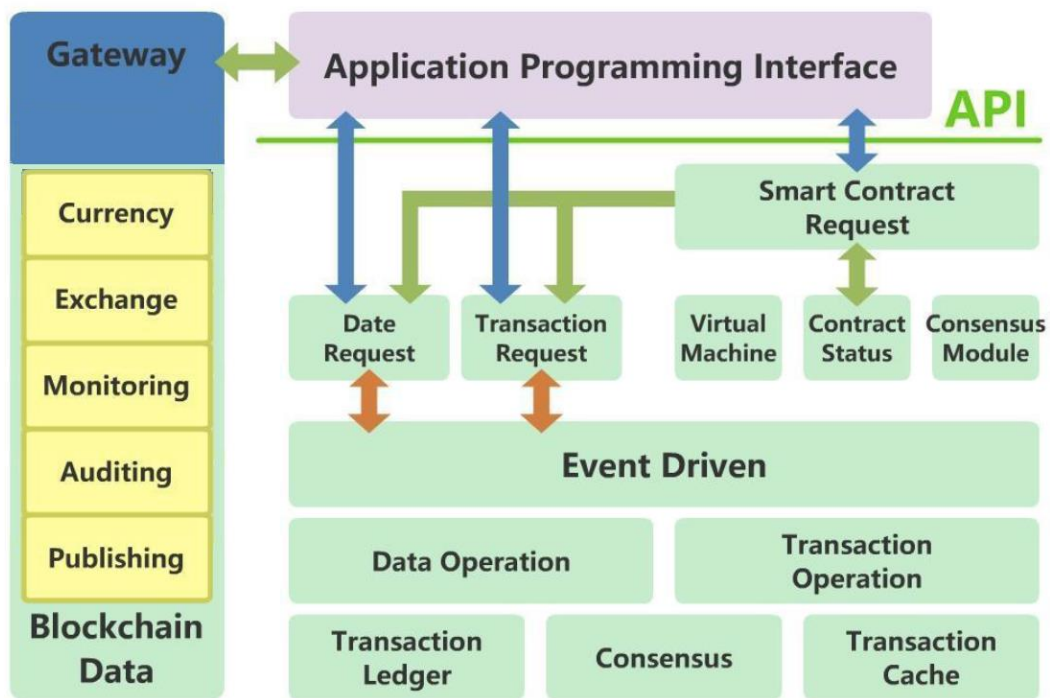 Gateway
Application Programming Interface
API
Currency
Exchange
Monitoring
Auditing
Publishing
Blockchain
Data
Smart Contract
Request
Date
Request
Transaction
Request
Virtual
Machine
Contract
Status
Consensus
Module
Event Driven
Data Operation
Transaction
Operation
Transaction
Ledger
Consensus
Transaction
Cache